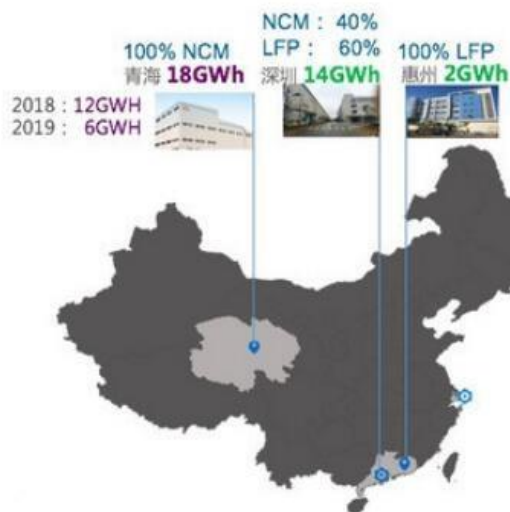 NCM： 40%
LFP： 60%
100% NCM
100% LFP
青海 18GWh
深圳 14GWh
惠州 2GWh
2018：12GWH
2019： 6GWH